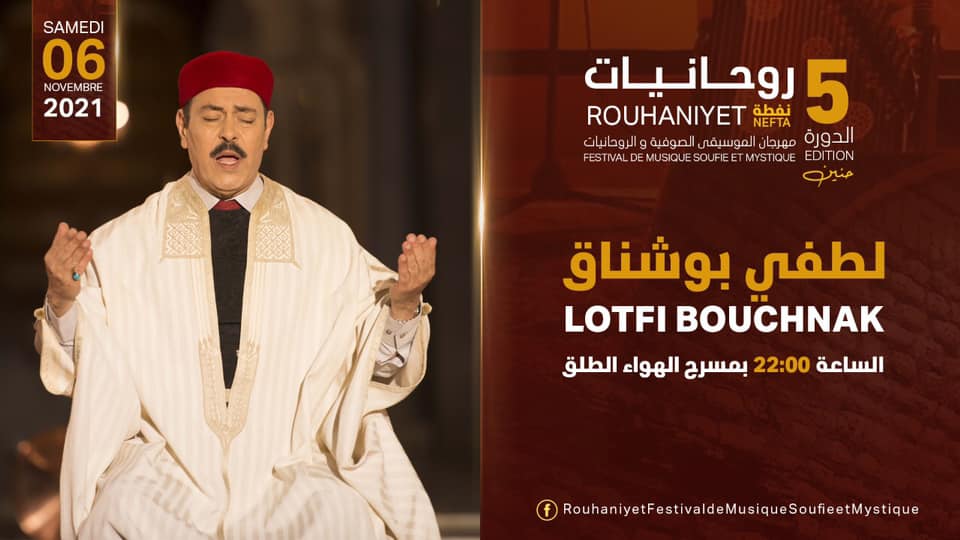 SAMEDI
06
NOVEMBRE
2021
روحانيات
ROUHANIYET
نفطة
NEFTA
مهرجان الموسيقى الصوفية و الروحانيات
FESTIVAL DE MUSIQUE SOUFIE ET MYSTIQUE
5
الدورة
EDITION
حنين
لطفي بوشناق
LOTFI BOUCHNAK
الساعة 22:00 بمسرح الهواء الطلق
RouhaniyetFestivaldeMusiqueSoufieetMystique